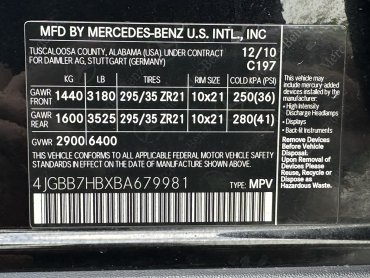 MFD BY MERCEDES-BENZ U.S. INTL., INC
TUSCALOOSA COUNTY, ALABAMA (USA) UNDER CONTRACT
FOR DAIMLER AG, STUTTGART (GERMANY)
12/10
C197
KG LB TIRES RIM SIZE COLD kPA (PSI)
GAWR FRONT 1440 3180 295/35 ZR21 10x21 250(36)
GAWR REAR 1600 3525 295/35 ZR21 10x21 280(41)
GVWR 2900 6400
THIS VEHICLE CONFORMS TO ALL APPLICABLE U.S. FEDERAL
MOTOR VEHICLE SAFETY STANDARDS IN EFFECT ON THE
DATE OF MANUFACTURE SHOWN ABOVE.
4JGBB7HBXBA679981
TYPE: MPV
This vehicle
may include mercury
added devices
installed by the
manufacturer:
• High-Intensity
Discharge Headlamps
• Back-lit Instruments
Remove Devices
Before Vehicle
Disposal.
Upon Removal of
Devices Please
Reuse, Recycle or
Dispose as
Hazardous Waste.